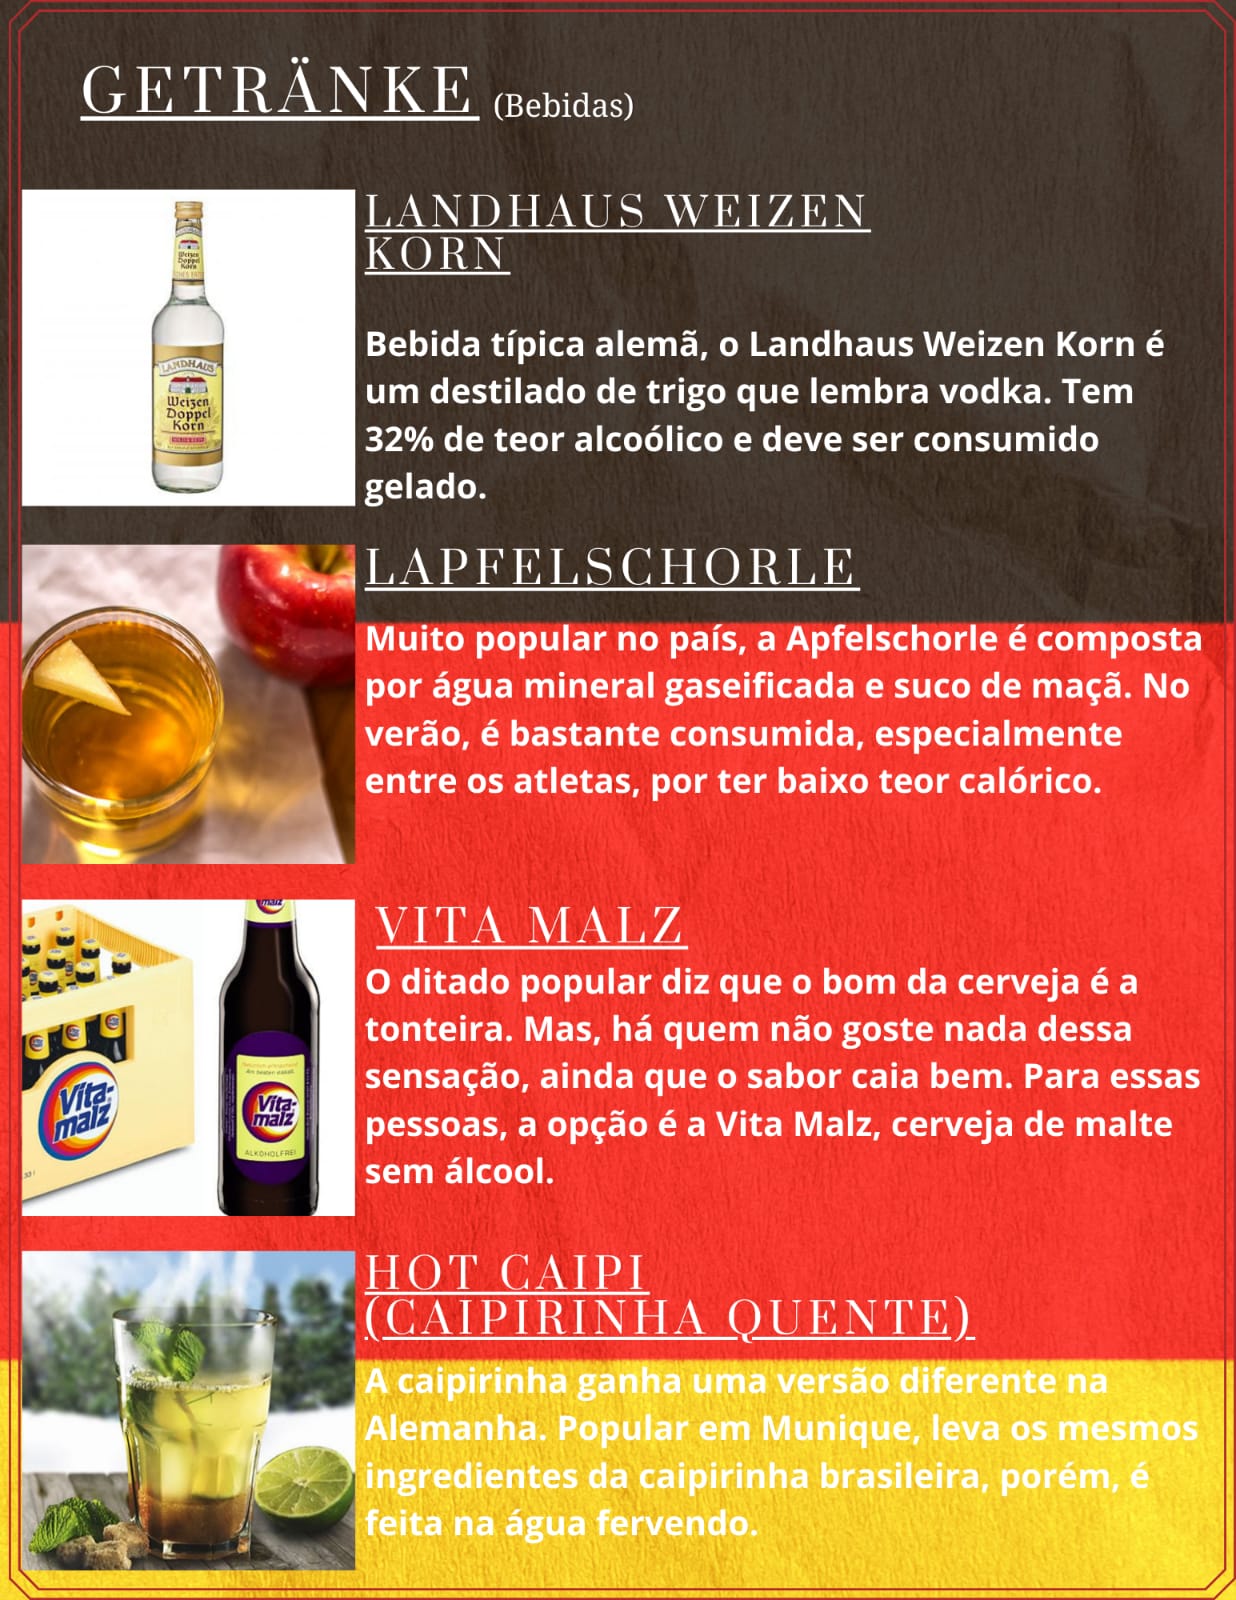 GETRÄNKE (Bebidas)
LANDHAUS WEIZEN
KORN
Weizen
Doppel
Korn
LANDHAUS
Weizen
Doppel
Korn
Bebida típica alemã, o Landhaus Weizen Korn é
um destilado de trigo que lembra vodka. Tem
32% de teor alcoólico e deve ser consumido
gelado.
LAPFELSCHORLE
Muito popular no país, a Apfelschorle é composta
por água mineral gaseificada e suco de maçã. No
verão, é bastante consumida, especialmente
entre os atletas, por ter baixo teor calórico.
malz
Vita-
malz
Vita-
malz
ALKOHOLFREI
VITA MALZ
O ditado popular diz que o bom da cerveja é a
tonteira. Mas, há quem não goste nada dessa
sensação, ainda que o sabor caia bem. Para essas
pessoas, a opção é a Vita Malz, cerveja de malte
sem álcool.
HOT CAIPI
(CAIPIRINHA QUENTE)
A caipirinha ganha uma versão diferente na
Alemanha. Popular em Munique, leva os mesmos
ingredientes da caipirinha brasileira, porém, é
feita na água fervendo.